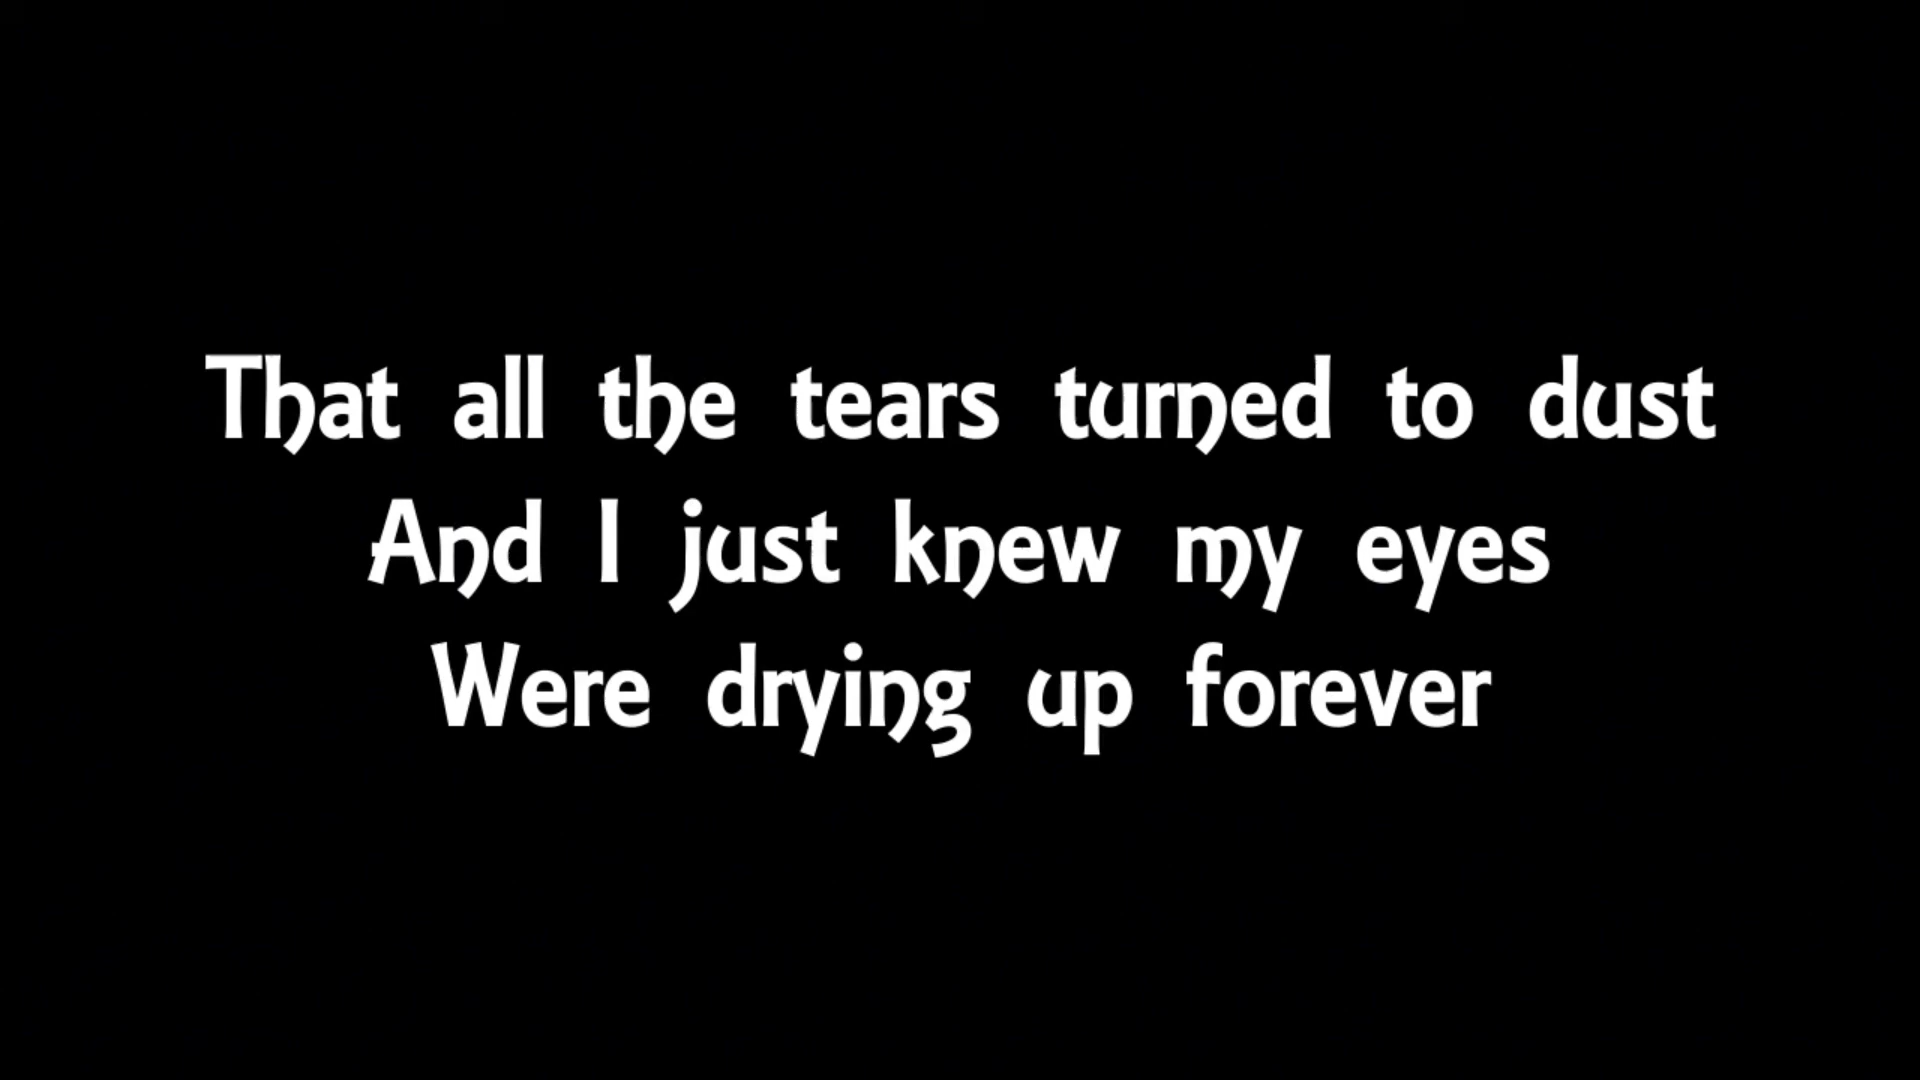 That all the tears turned to dust
And I just knew my eyes
Were drying up forever